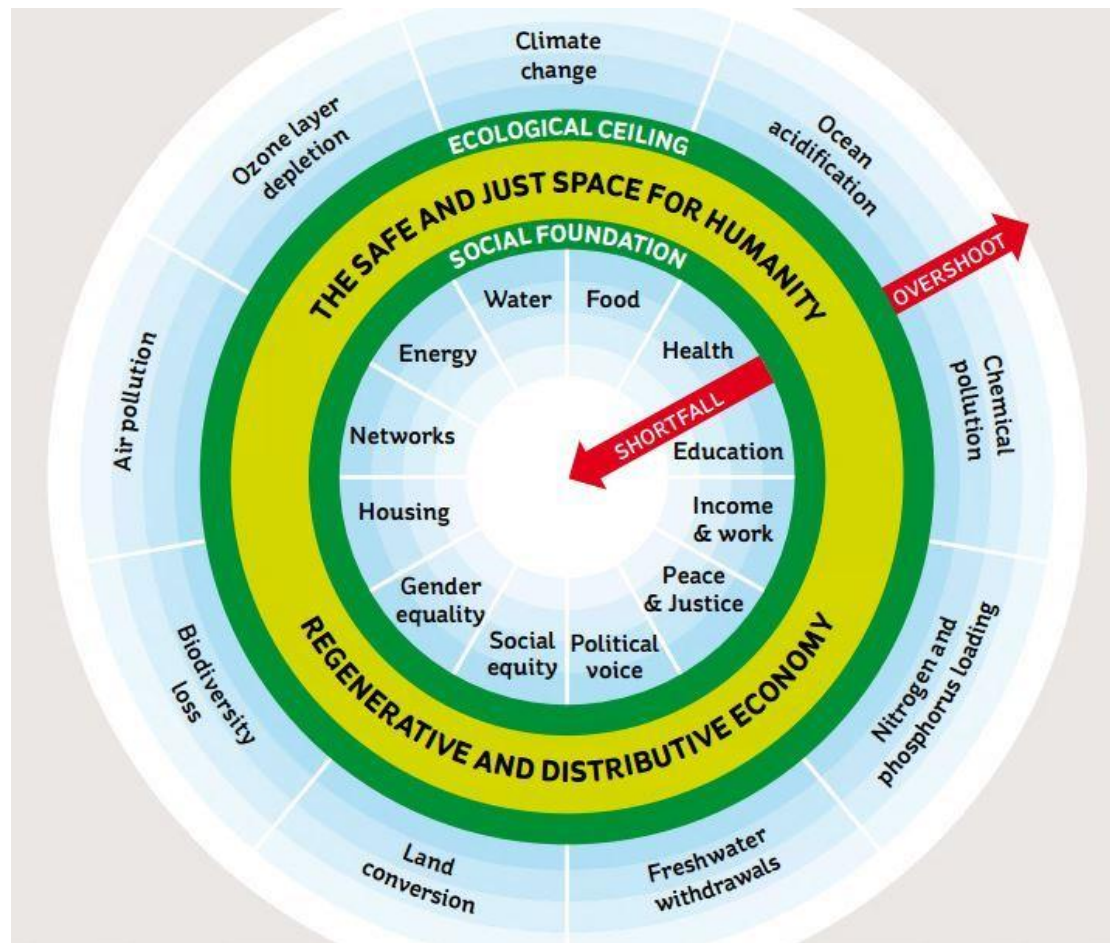 Climate
change
Ozone layer
depletion
Ocean
acidification
ECOLOGICAL CEILING
THE SAFE AND JUST SPACE FOR HUMANITY
SOCIAL FOUNDATION
OVERSHOOT
Water
Food
Energy
Health
SHORTFALL
Air pollution
Chemical
pollution
Networks
Education
Housing
Income
& work
Gender
equality
Peace
& Justice
Social
equity
Political
voice
REGENERATIVE AND DISTRIBUTIVE ECONOMY
Biodiversity
loss
Nitrogen and
phosphorus loading
Land
conversion
Freshwater
withdrawals